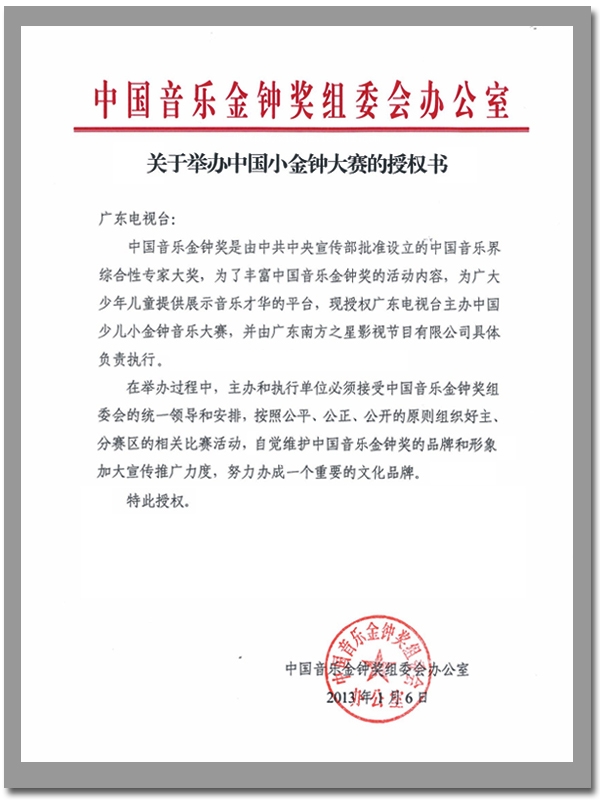 中国音乐金钟奖组委会办公室
关于举办中国小金钟大赛的授权书
广东电视台：
中国音乐金钟奖是由中共中央宣传部批准设立的中国音乐界
综合性专家大奖，为了丰富中国音乐金钟奖的活动内容，为广大
少年儿童提供展示音乐才华的平台，现授权广东电视台主办中国
少儿小金钟音乐大赛，并由广东南方之星影视节目有限公司具体
负责执行。
在举办过程中，主办和执行单位必须接受中国音乐金钟奖组
委会的统一领导和安排，按照公平、公正、公开的原则组织好主、
分赛区的相关比赛活动，自觉维护中国音乐金钟奖的品牌和形象
加大宣传推广力度，努力办成一个重要的文化品牌。
特此授权。
中国音乐金钟奖组委会办公室
2013年1月6日
中国音乐金钟奖组委会
办公室